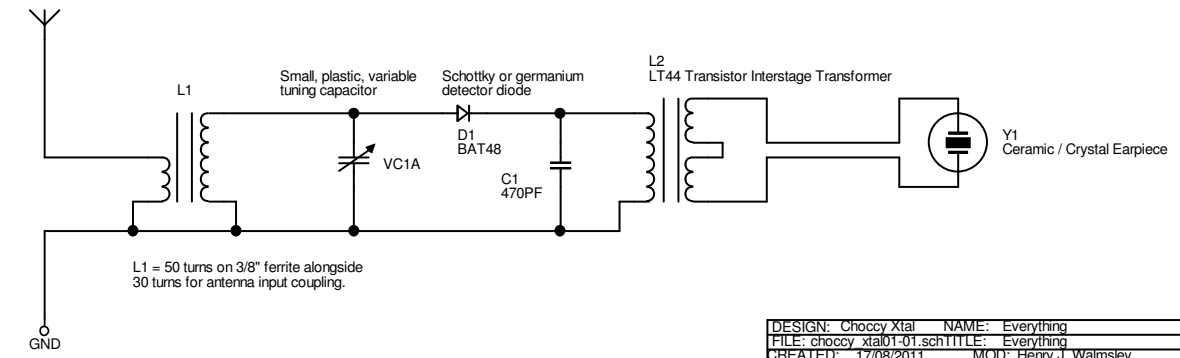 L2
LT44 Transistor Interstage Transformer
Small, plastic, variable
tuning capacitor
Schottky or germanium
detector diode
L1
D1
BAT48
VC1A
C1
470PF
Y1
Ceramic / Crystal Earpiece
L1 = 50 turns on 3/8" ferrite alongside
30 turns for antenna input coupling.
GND
DESIGN: Choccy Xtal NAME: Everything
FILE: choccy_xtal01-01.schTITLE: Everything
CREATED: 17/08/2011 MOD: Henry J. Walmsley